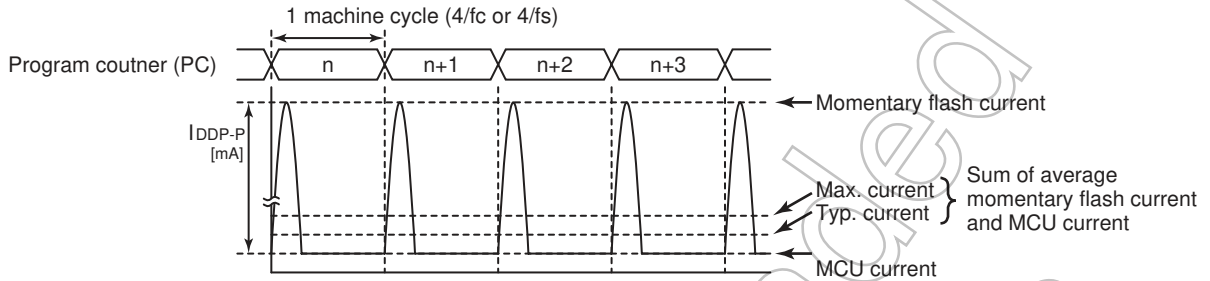 1 machine cycle (4/fc or 4/fs)
Program coutner (PC)
n
n+1
n+2
n+3
Momentary flash current
IDDP-P
[mA]
Max. current
Typ. current
Sum of average
momentary flash current
and MCU current
MCU current